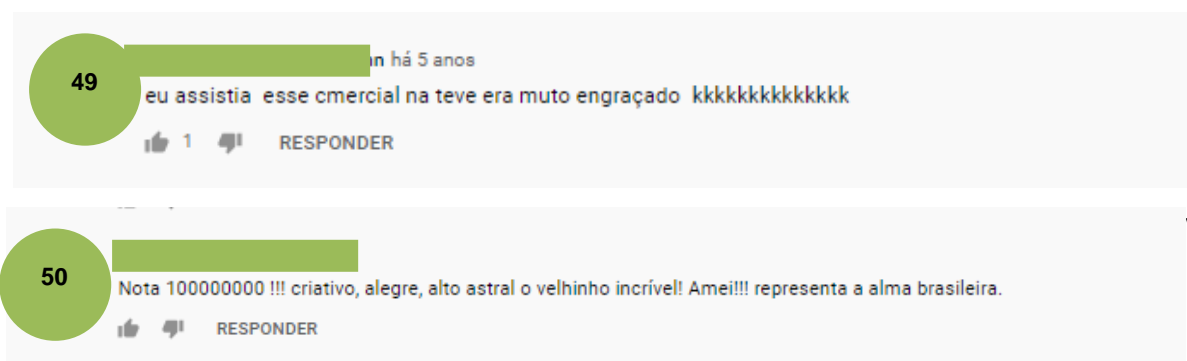 49
há 5 anos
eu assistia esse cmercial na teve era muto engraçado kkkkkkkkkkkkkk
1 RESPONDER
50
Nota 100000000 !!! criativo, alegre, alto astral o velhinho incrível! Amei!!! representa a alma brasileira.
RESPONDER